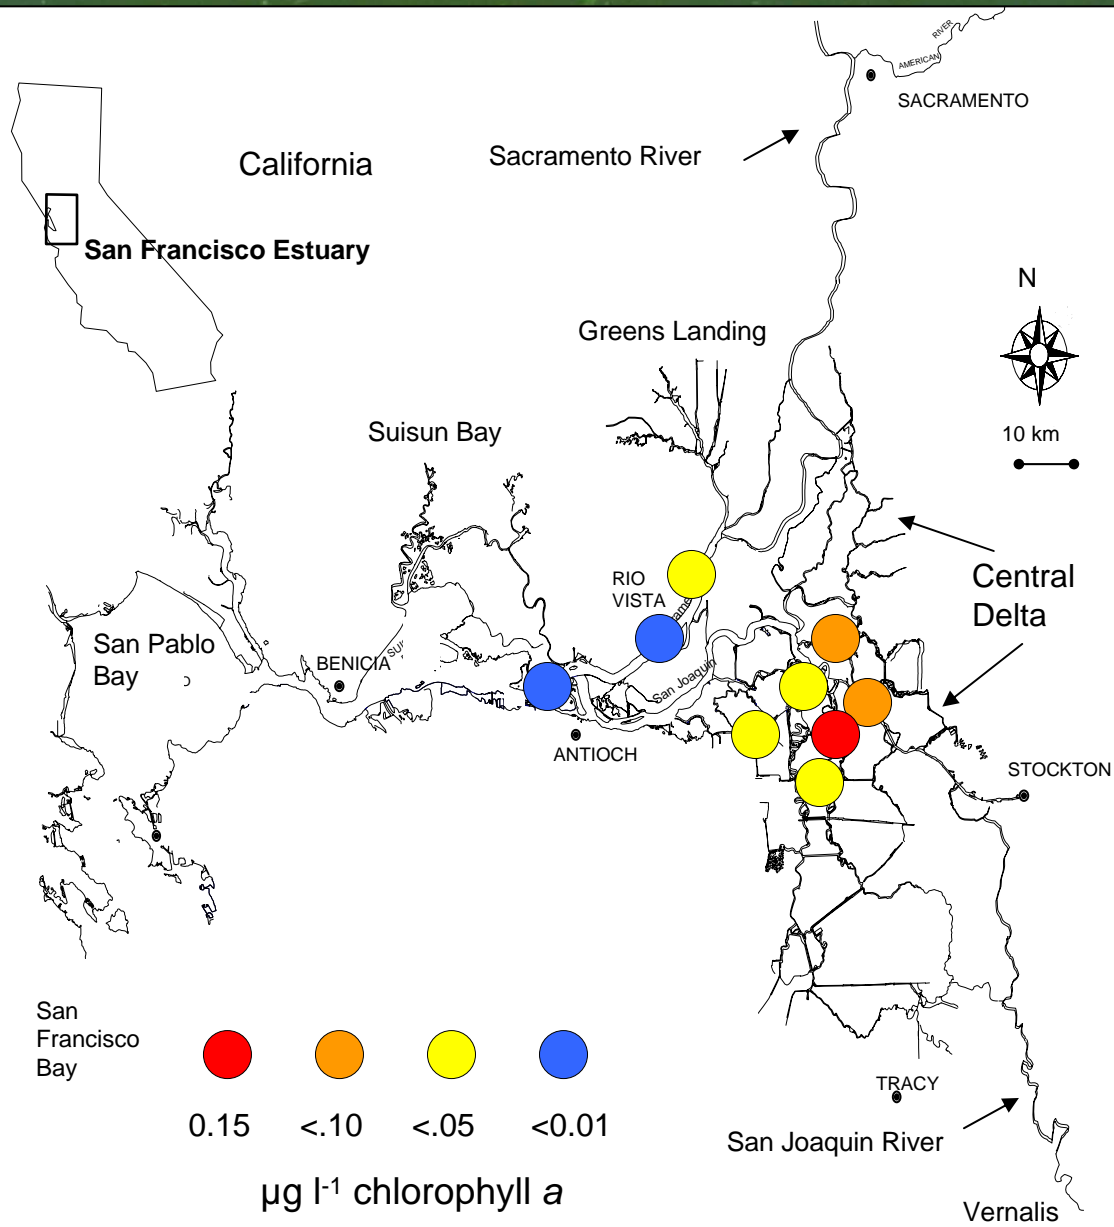 RIVER
AMERICAN
SACRAMENTO
California
Sacramento River
San Francisco Estuary
N
Greens Landing
10 km
Suisun Bay
Central
Delta
RIO
VISTA
San Pablo
Bay
BENICIA
San Joaquin
ANTIOCH
STOCKTON
San
Francisco
Bay
TRACY
0.15 <.10 <.05 <0.01
San Joaquin River
µg l-1 chlorophyll a
Vernalis